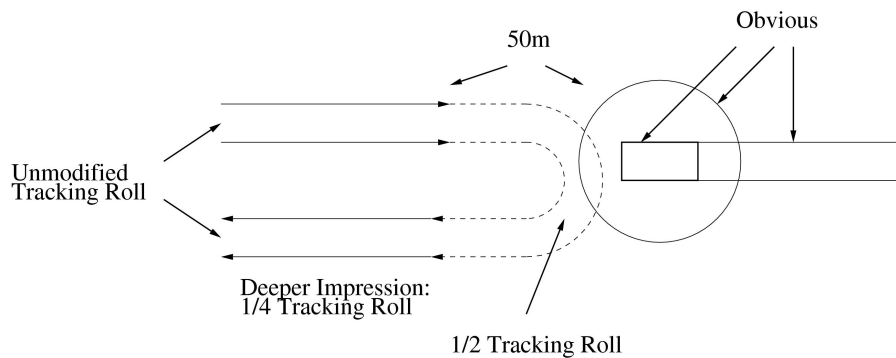 Obvious
50m
Unmodified
Tracking Roll
Deeper Impression:
1/4 Tracking Roll
1/2 Tracking Roll